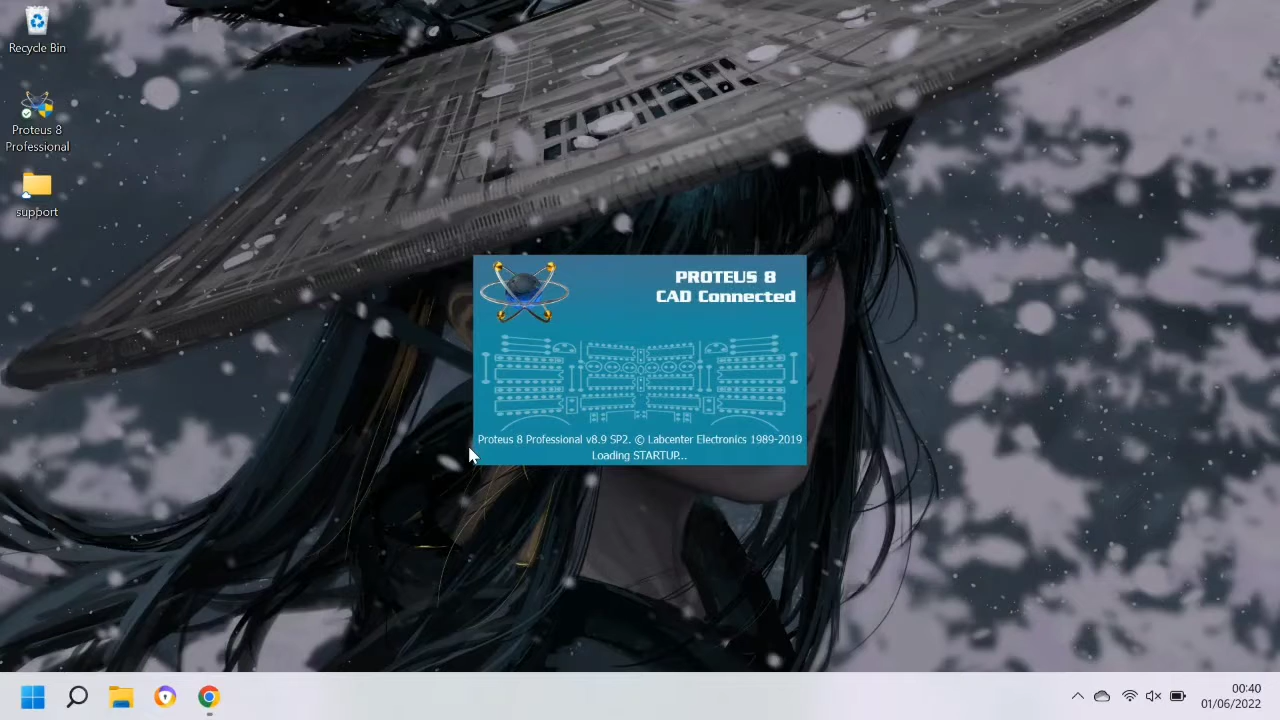 Recycle Bin
Proteus 8
Professional
support
PROTEUS 8
CAD Connected
Proteus 8 Professional v8.9 SP2. © Labcenter Electronics 1989-2019
Loading STARTUP...
00:40
01/06/2022